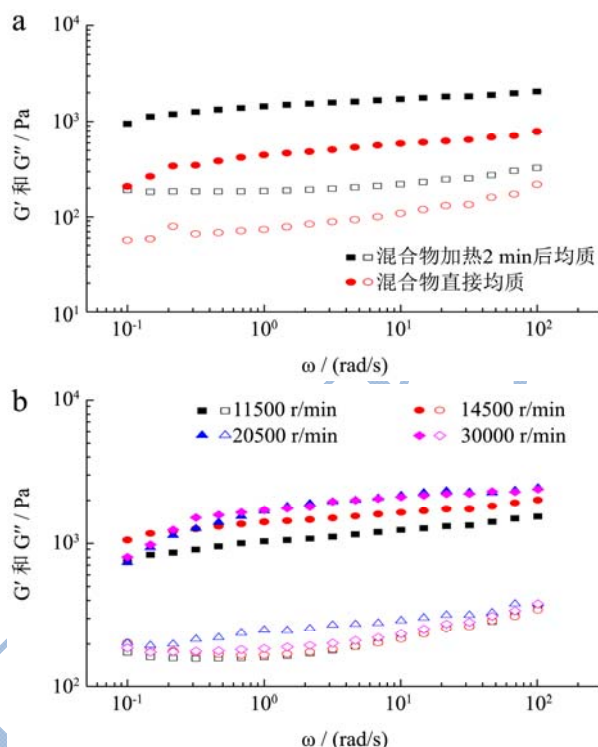 a
10⁴
10³
10²
10¹
G′ 和 G″ / Pa
■□混合物加热2 min后均质
●○混合物直接均质
10⁻¹ 10⁰ 10¹ 10²
ω / (rad/s)
b
10⁴
10³
10²
G′ 和 G″ / Pa
■□11500 r/min ●○14500 r/min
▲△20500 r/min ◆◇30000 r/min
10⁻¹ 10⁰ 10¹ 10²
ω / (rad/s)